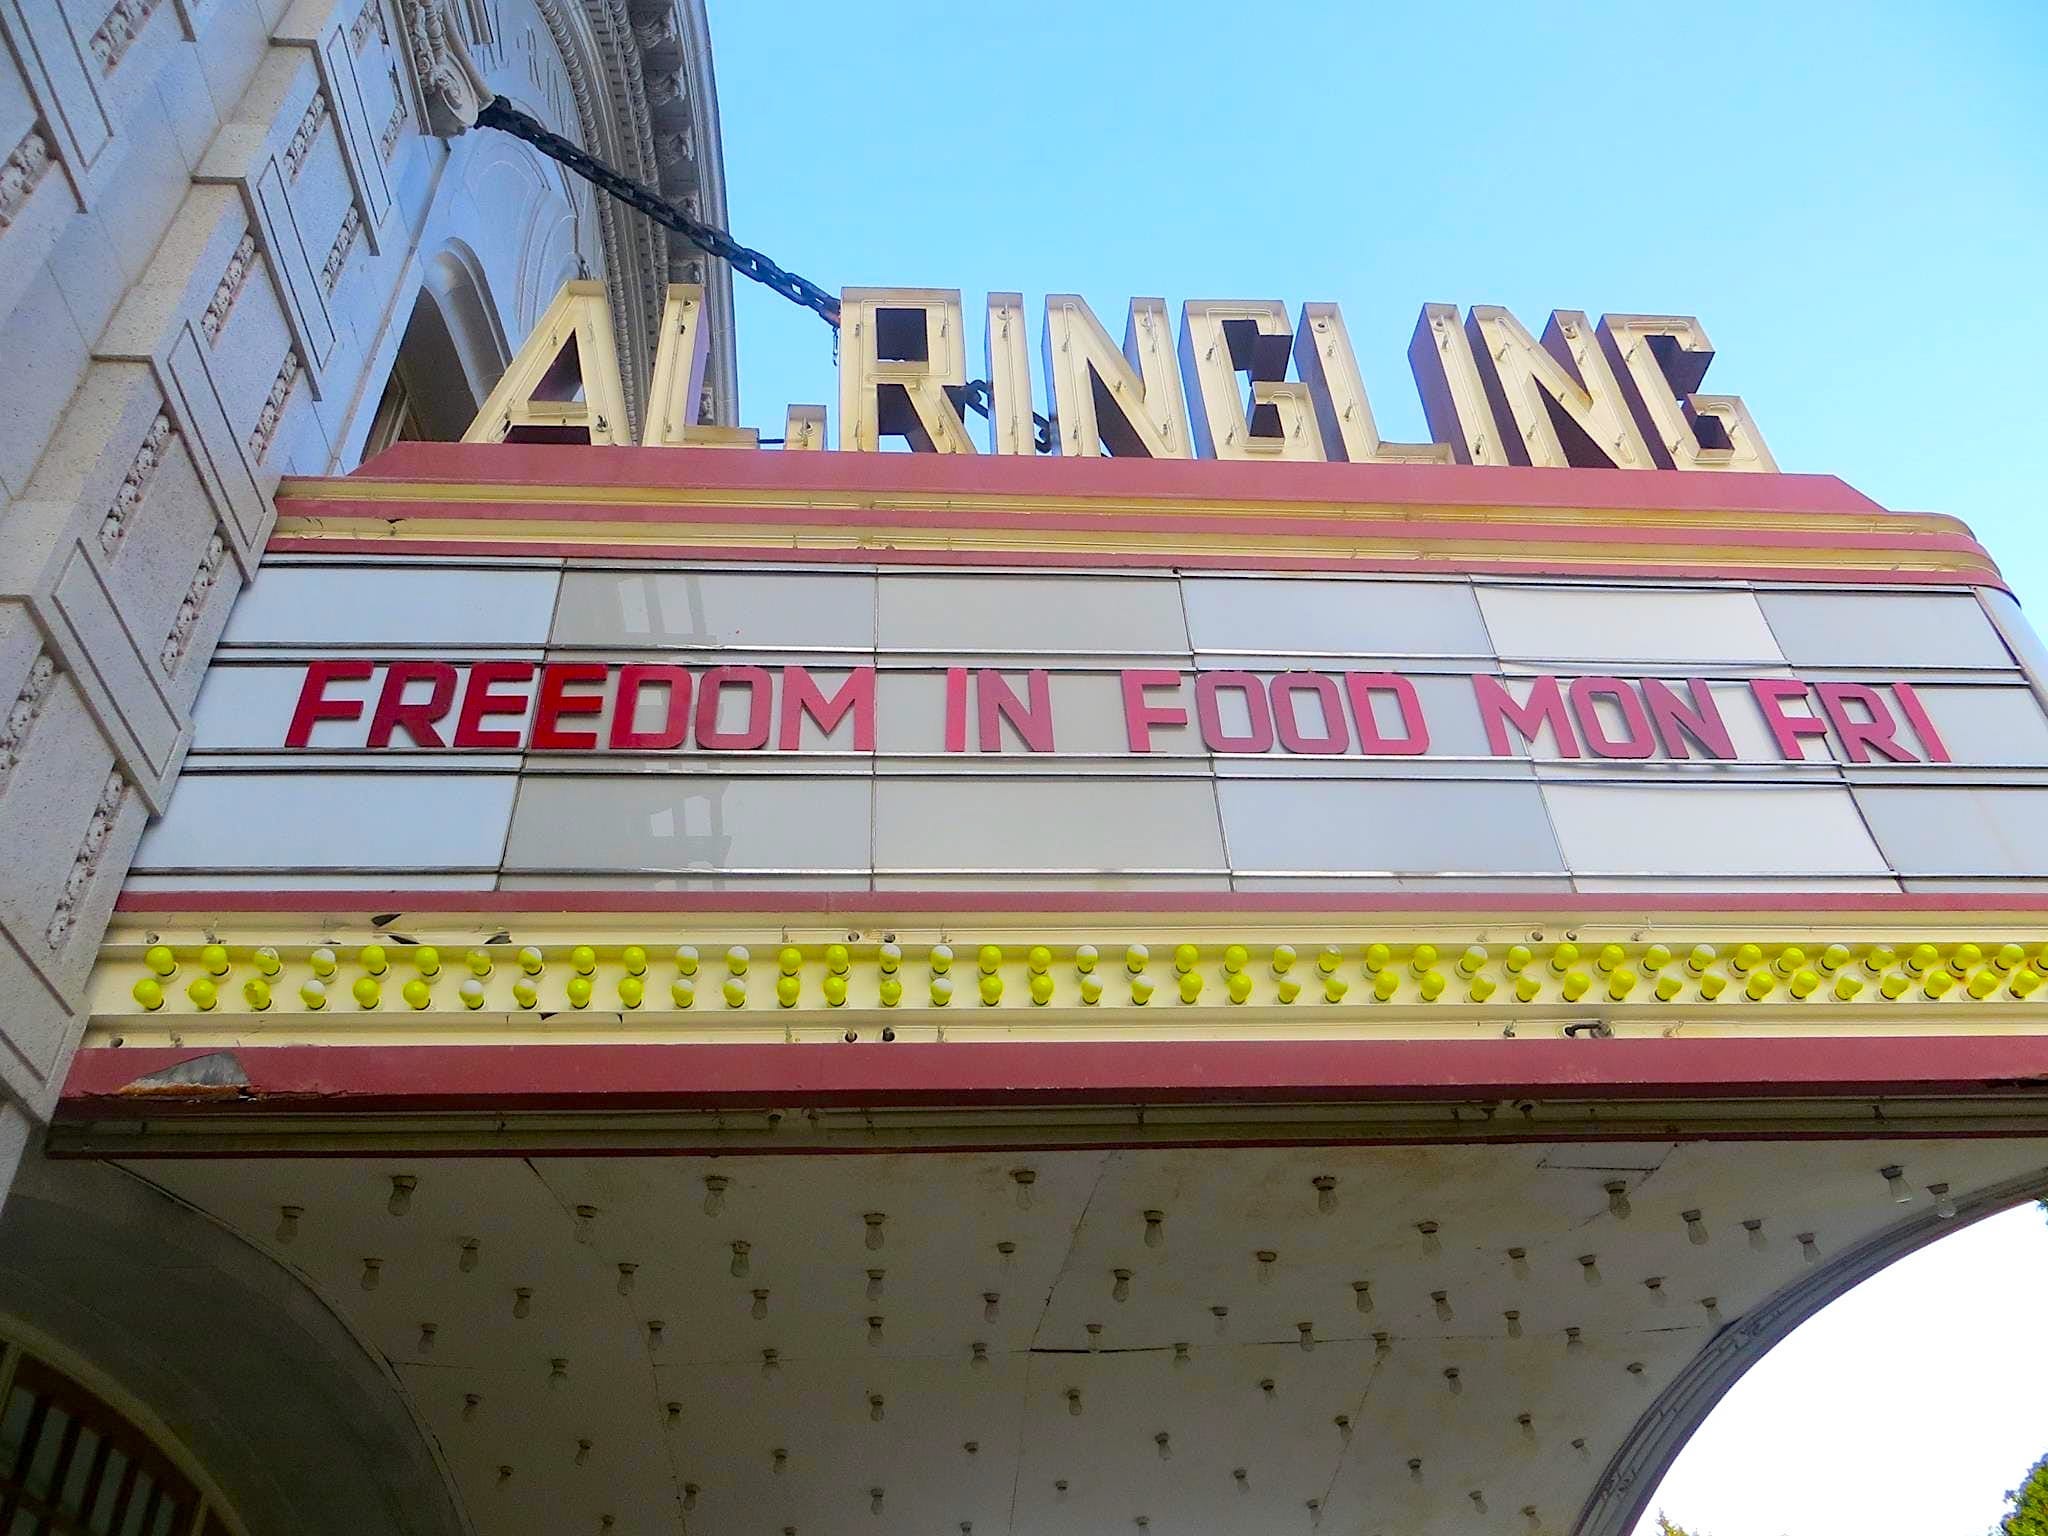 AL. RINGLING
FREEDOM IN FOOD MON FRI